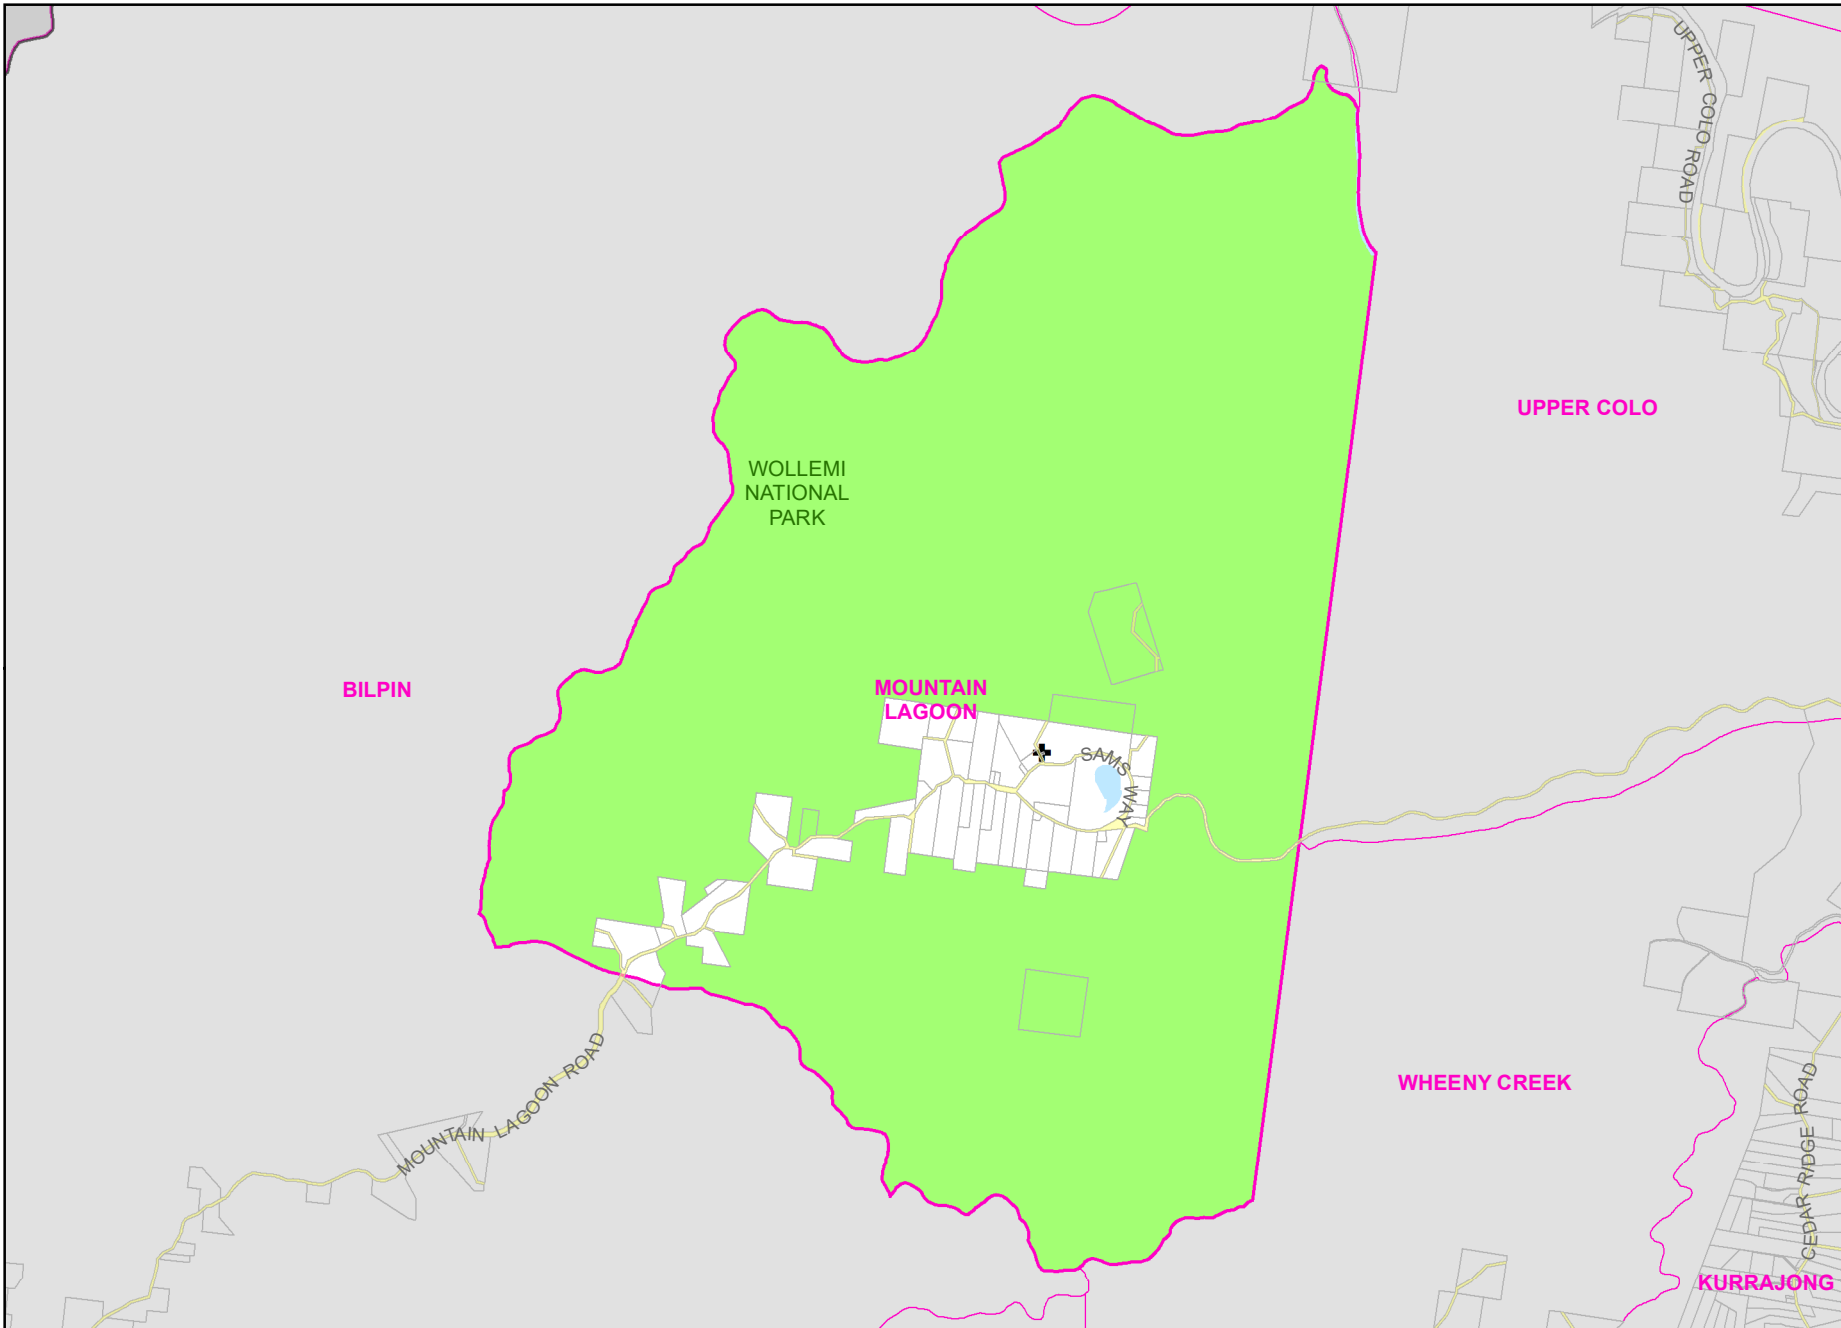 UPPER COLO ROAD
UPPER COLO
WOLLEMI
NATIONAL
PARK
BILPIN
MOUNTAIN
LAGOON
SAMS WAY
MOUNTAIN LAGOON ROAD
WHEENY CREEK
CEDAR RIDGE ROAD
KURRAJONG